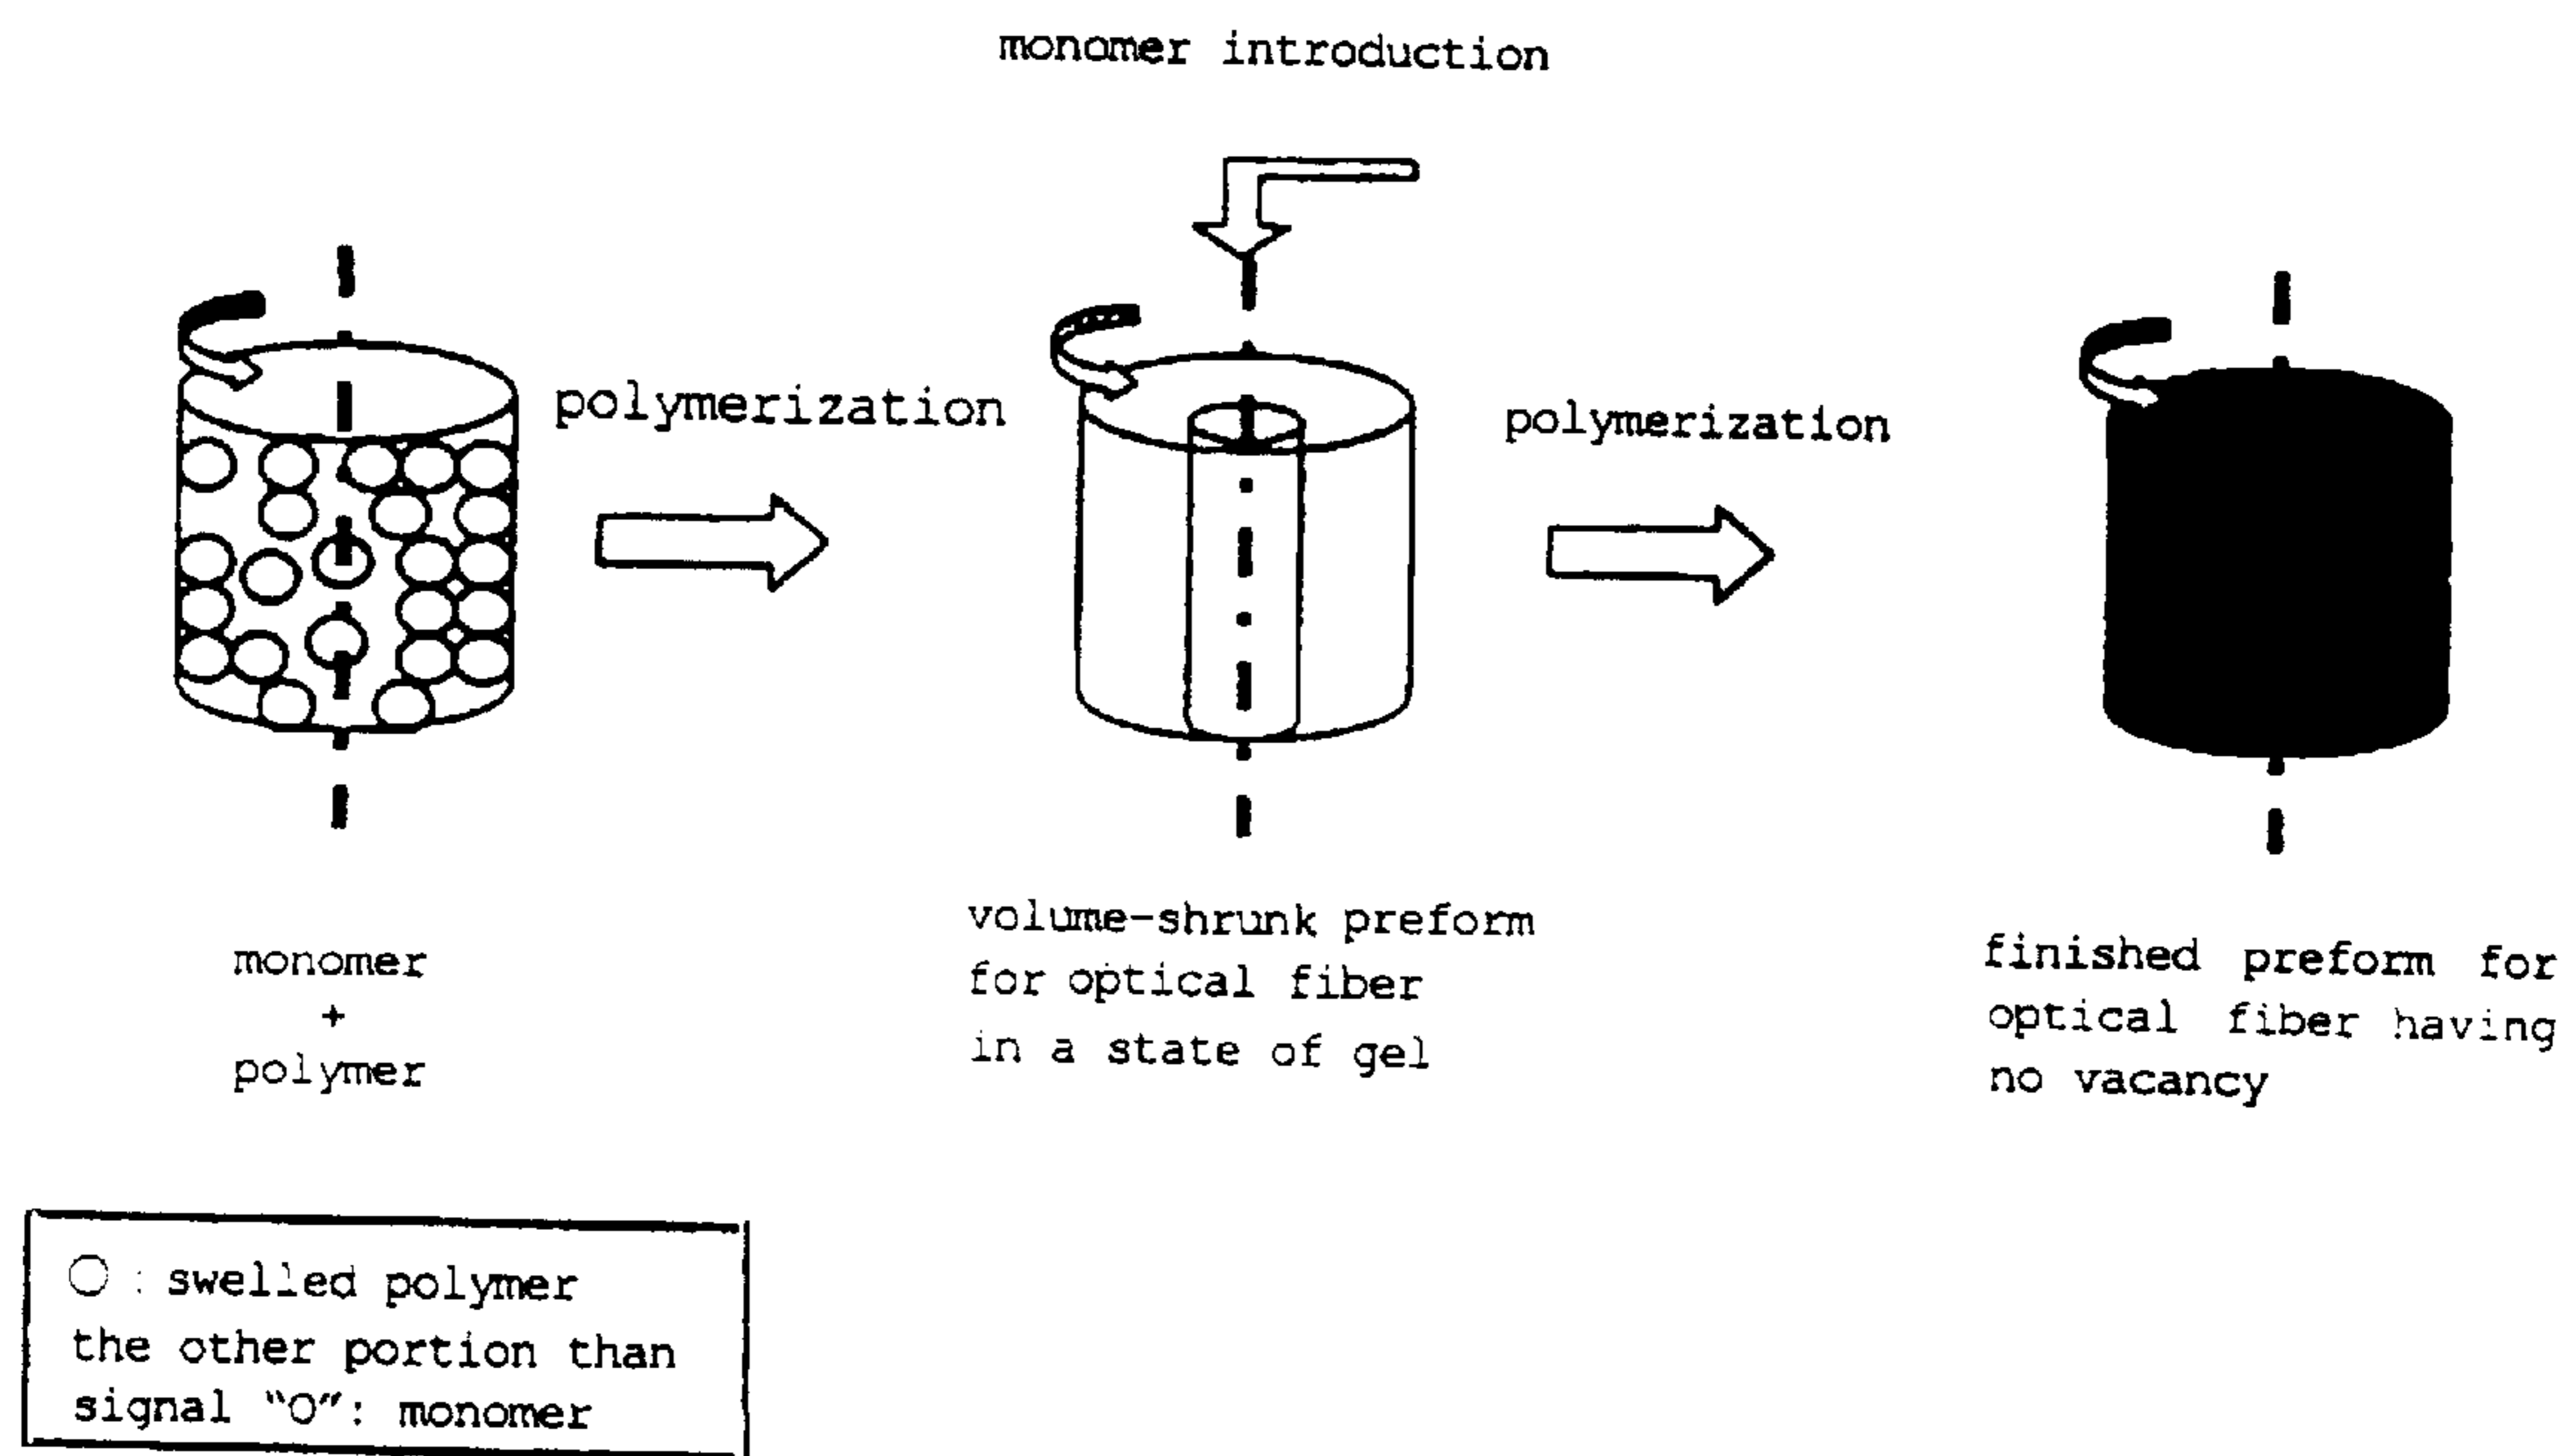 monomer introduction
polymerization
polymerization
monomer
+
polymer
volume-shrunk preform
for optical fiber
in a state of gel
finished preform for
optical fiber having
no vacancy
○ : swelled polymer
the other portion than
signal "O": monomer